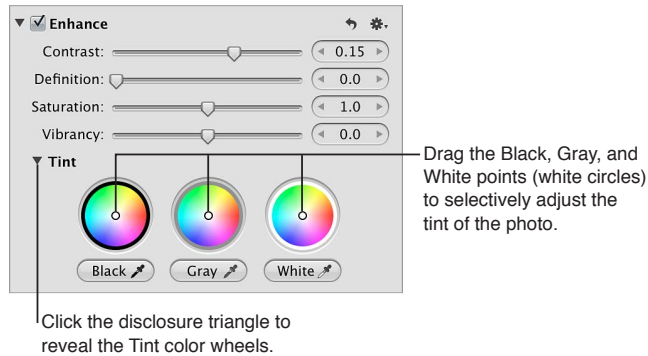 Enhance
Contrast: 0.15
Definition: 0.0
Saturation: 1.0
Vibrancy: 0.0
Tint
Black Gray White
Drag the Black, Gray, and
White points (white circles)
to selectively adjust the
tint of the photo.
Click the disclosure triangle to
reveal the Tint color wheels.